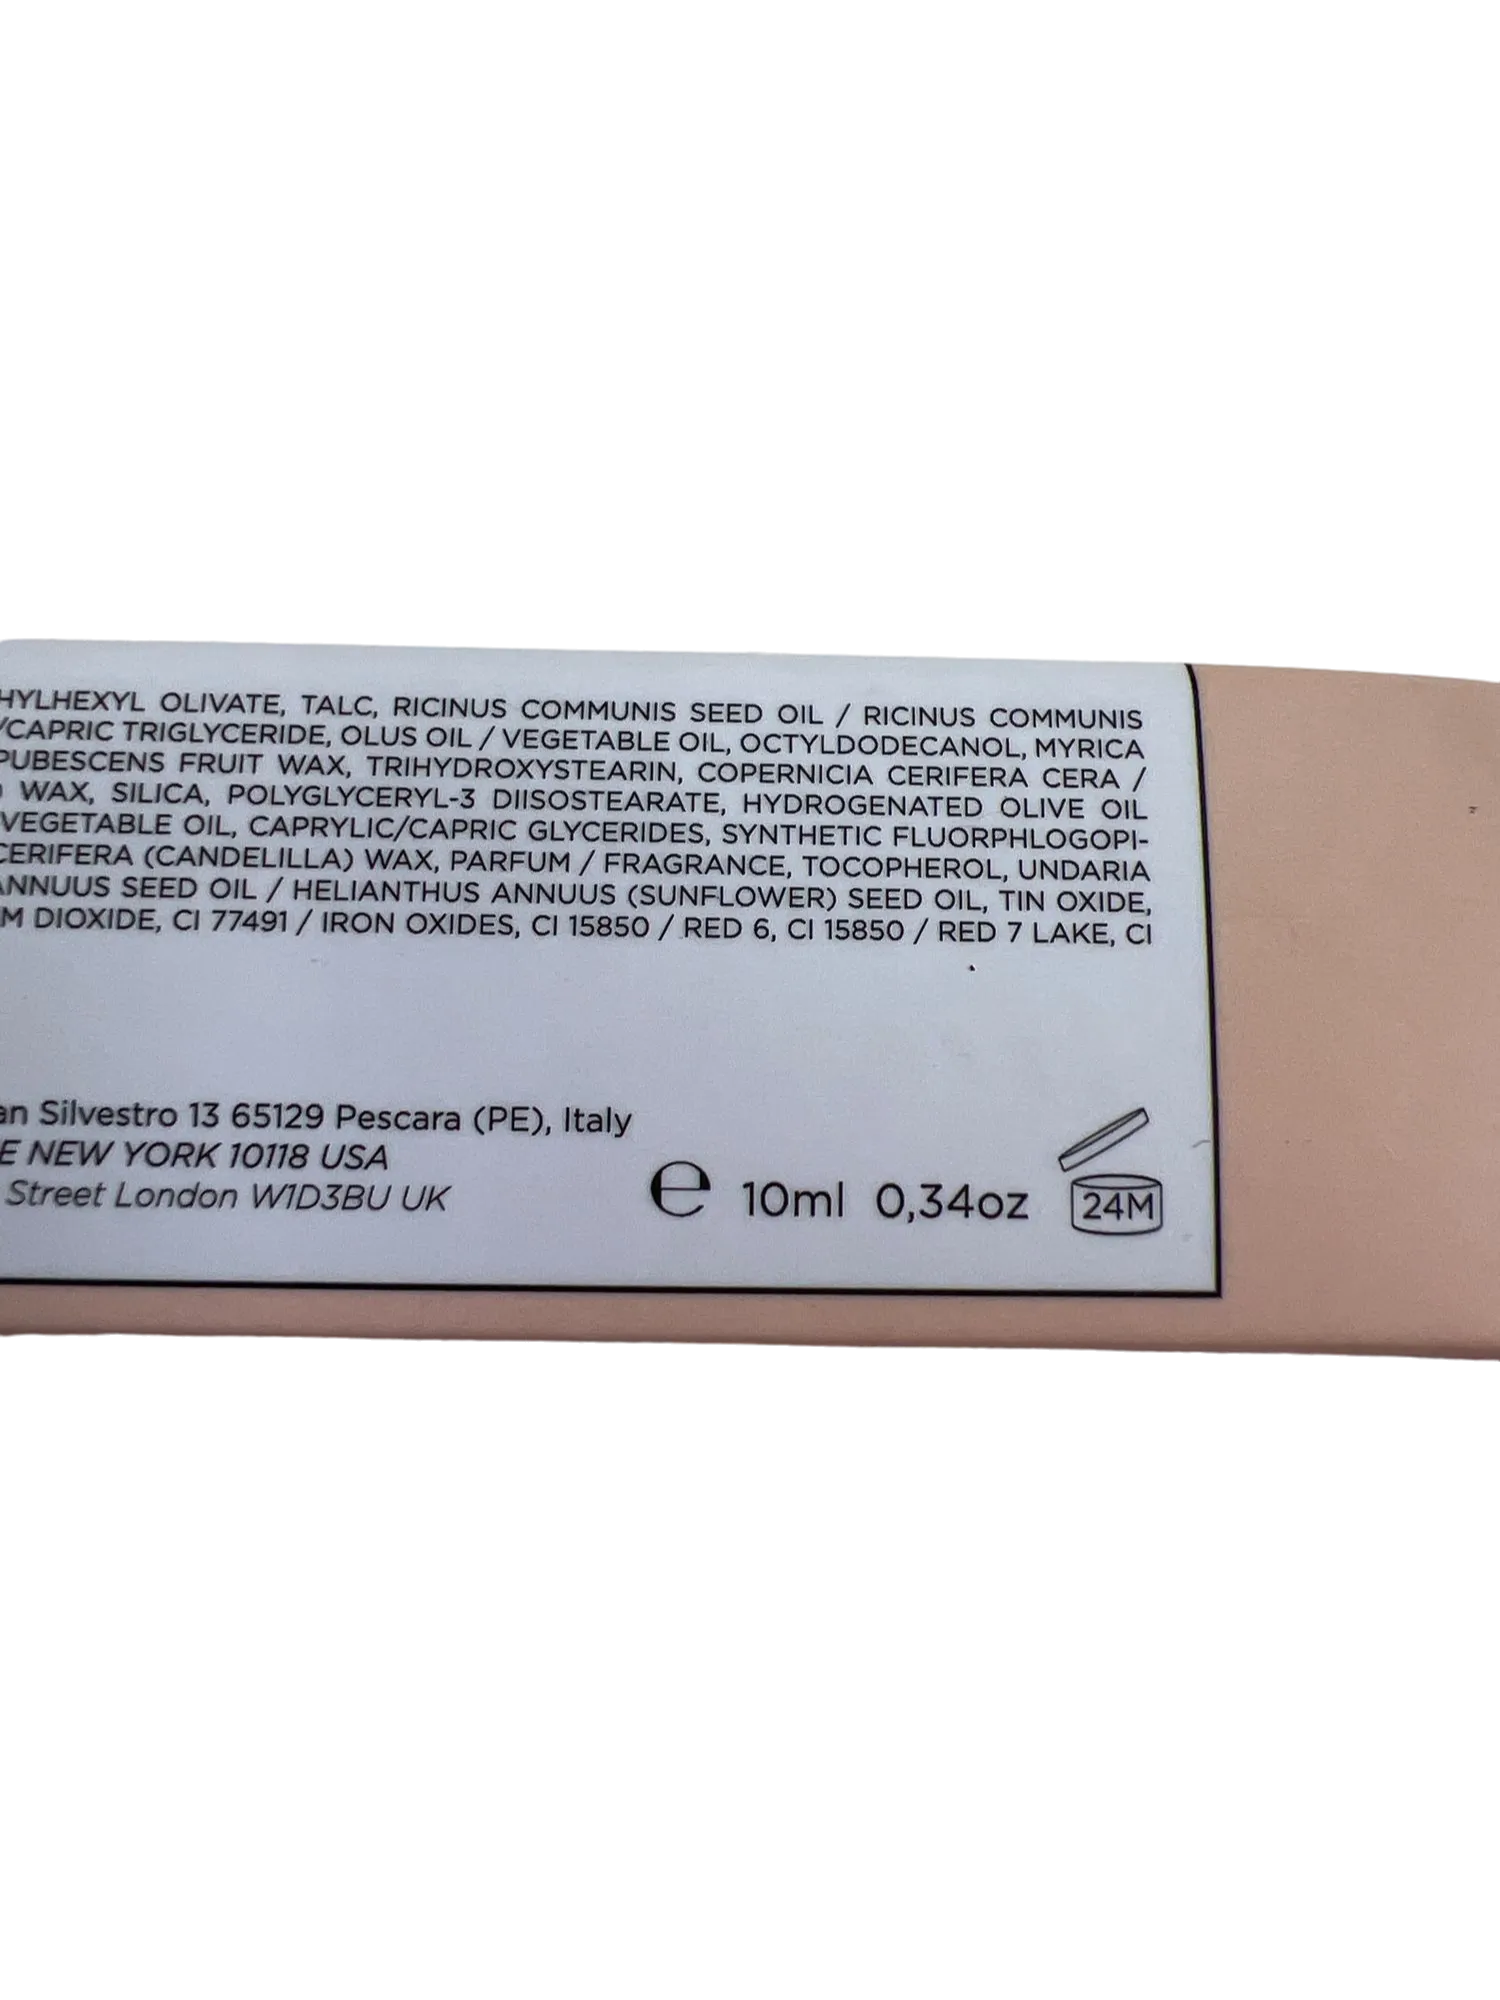 HYLHEXYL OLIVATE, TALC, RICINUS COMMUNIS SEED OIL / RICINUS COMMUNIS
/CAPRIC TRIGLYCERIDE, OLUS OIL / VEGETABLE OIL, OCTYLDODECANOL, MYRICA
PUBESCENS FRUIT WAX, TRIHYDROXYSTEARIN, COPERNICIA CERIFERA CERA /
) WAX, SILICA, POLYGLYCERYL-3 DIISOSTEARATE, HYDROGENATED OLIVE OIL
VEGETABLE OIL, CAPRYLIC/CAPRIC GLYCERIDES, SYNTHETIC FLUORPHLOGOPI-
CERIFERA (CANDELILLA) WAX, PARFUM / FRAGRANCE, TOCOPHEROL, UNDARIA
ANNUUS SEED OIL / HELIANTHUS ANNUUS (SUNFLOWER) SEED OIL, TIN OXIDE,
M DIOXIDE, CI 77491 / IRON OXIDES, CI 15850 / RED 6, CI 15850 / RED 7 LAKE, CI
an Silvestro 13 65129 Pescara (PE), Italy
E NEW YORK 10118 USA
Street London W1D3BU UK
e 10ml 0,34oz 24M